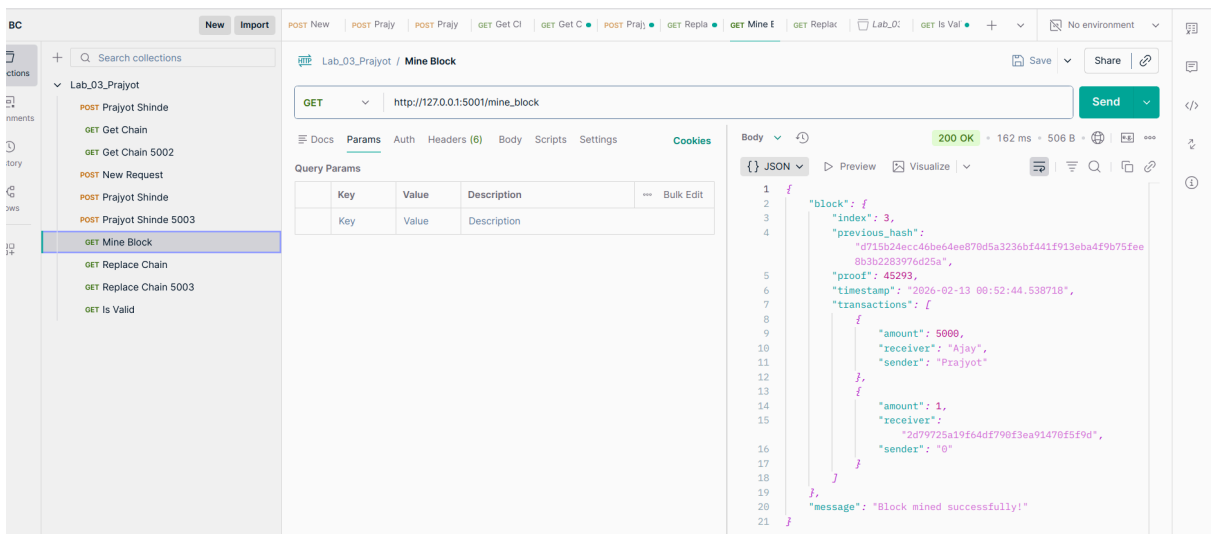 BC
New Import
POST New
POST Prajy
POST Prajy
GET Get Cl
GET Get C
POST Praj
GET Repla
GET Mine E
GET Replac
Lab_03
GET Is Val
No environment
Search collections
ctions
nments
tory
ows
Lab_03_Prajyot
POST Prajyot Shinde
GET Get Chain
GET Get Chain 5002
POST New Request
POST Prajyot Shinde
POST Prajyot Shinde 5003
GET Mine Block
GET Replace Chain
GET Replace Chain 5003
GET Is Valid
HTTP Lab_03_Prajyot / Mine Block
Save Share
GET http://127.0.0.1:5001/mine_block
Send
Docs Params Auth Headers (6) Body Scripts Settings Cookies
Query Params
Key Value Description Bulk Edit
Key Value Description
Body 200 OK • 162 ms • 506 B
{} JSON Preview Visualize
1 {
2 "block": {
3 "index": 3,
4 "previous_hash":
"d715b24ecc46be64ee870d5a3236bf441f913eba4f9b75fee
8b3b2283976d25a",
5 "proof": 45293,
6 "timestamp": "2026-02-13 00:52:44.538718",
7 "transactions": [
8 {
9 "amount": 5000,
10 "receiver": "Ajay",
11 "sender": "Prajyot"
12 },
13 {
14 "amount": 1,
15 "receiver":
"2d79725a19f64df790f3ea91470f5f9d",
16 "sender": "0"
17 }
18 ]
19 },
20 "message": "Block mined successfully!"
21 }